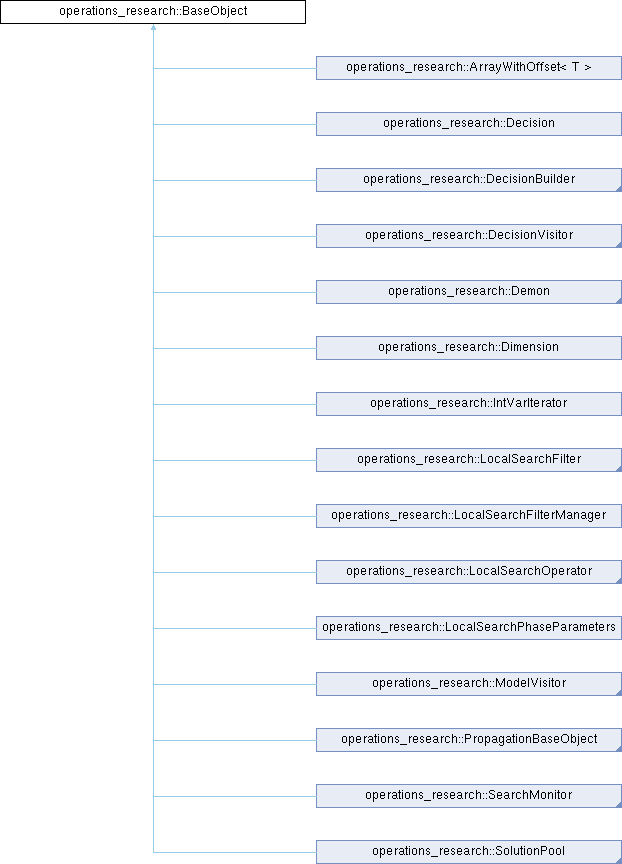 operations_research::BaseObject
operations_research::ArrayWithOffset< T >
operations_research::Decision
operations_research::DecisionBuilder
operations_research::DecisionVisitor
operations_research::Demon
operations_research::Dimension
operations_research::IntVarIterator
operations_research::LocalSearchFilter
operations_research::LocalSearchFilterManager
operations_research::LocalSearchOperator
operations_research::LocalSearchPhaseParameters
operations_research::ModelVisitor
operations_research::PropagationBaseObject
operations_research::SearchMonitor
operations_research::SolutionPool